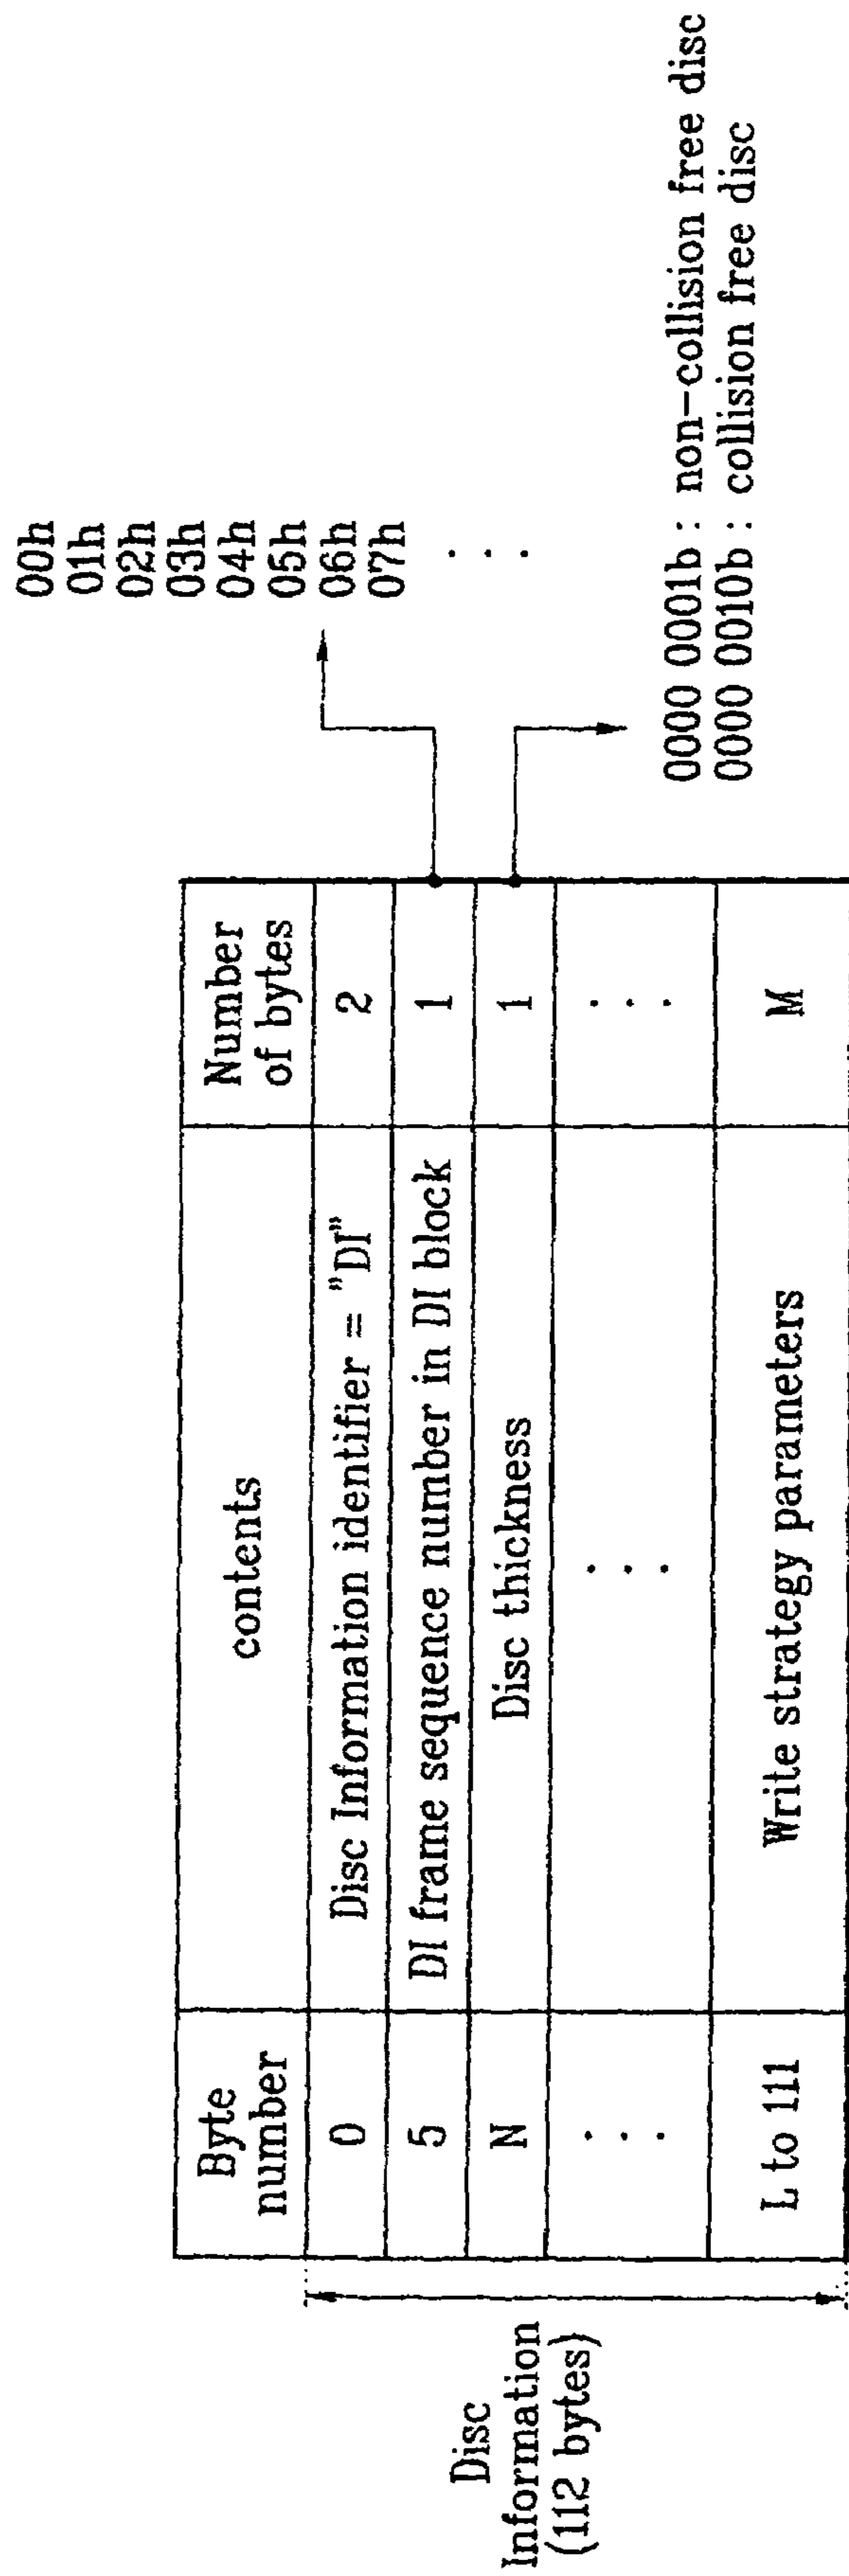 Disc
Information
(112 bytes)
Byte
number
contents
Number
of bytes
0
Disc Information identifier = "DI"
2
5
DI frame sequence number in DI block
1
N
Disc thickness
1
. . .
. . .
. . .
L to 111
Write strategy parameters
M
00h
01h
02h
03h
04h
05h
06h
07h
. . .
0000 0001b : non-collision free disc
0000 0010b : collision free disc